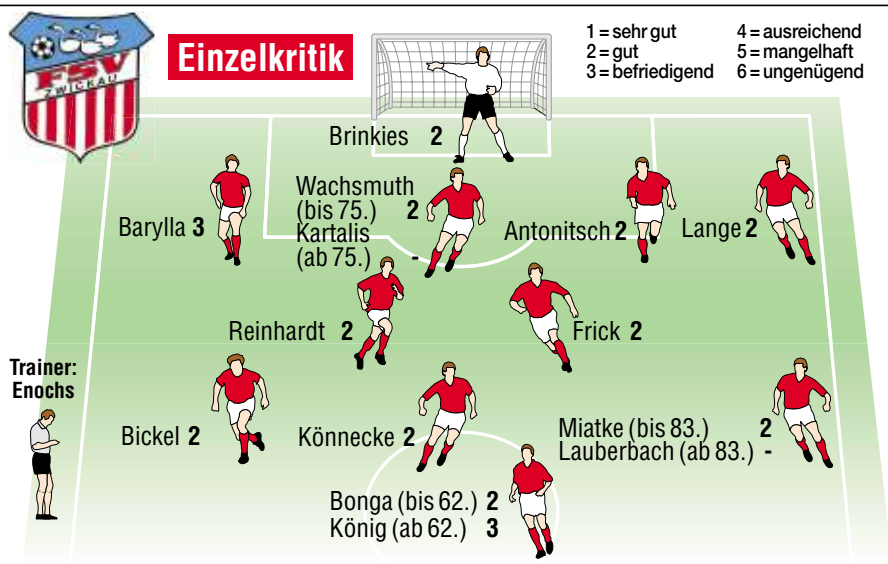 FSV
ZWICKAU
Einzelkritik
1 = sehr gut
2 = gut
3 = befriedigend
4 = ausreichend
5 = mangelhaft
6 = ungenügend
Brinkies 2
Barylla 3
Wachsmuth
(bis 75.) 2
Kartalis
(ab 75.) -
Antonitsch 2
Lange 2
Reinhardt 2
Frick 2
Trainer:
Enochs
Bickel 2
Könnecke 2
Miatke (bis 83.) 2
Lauberbach (ab 83.) -
Bonga (bis 62.) 2
König (ab 62.) 3